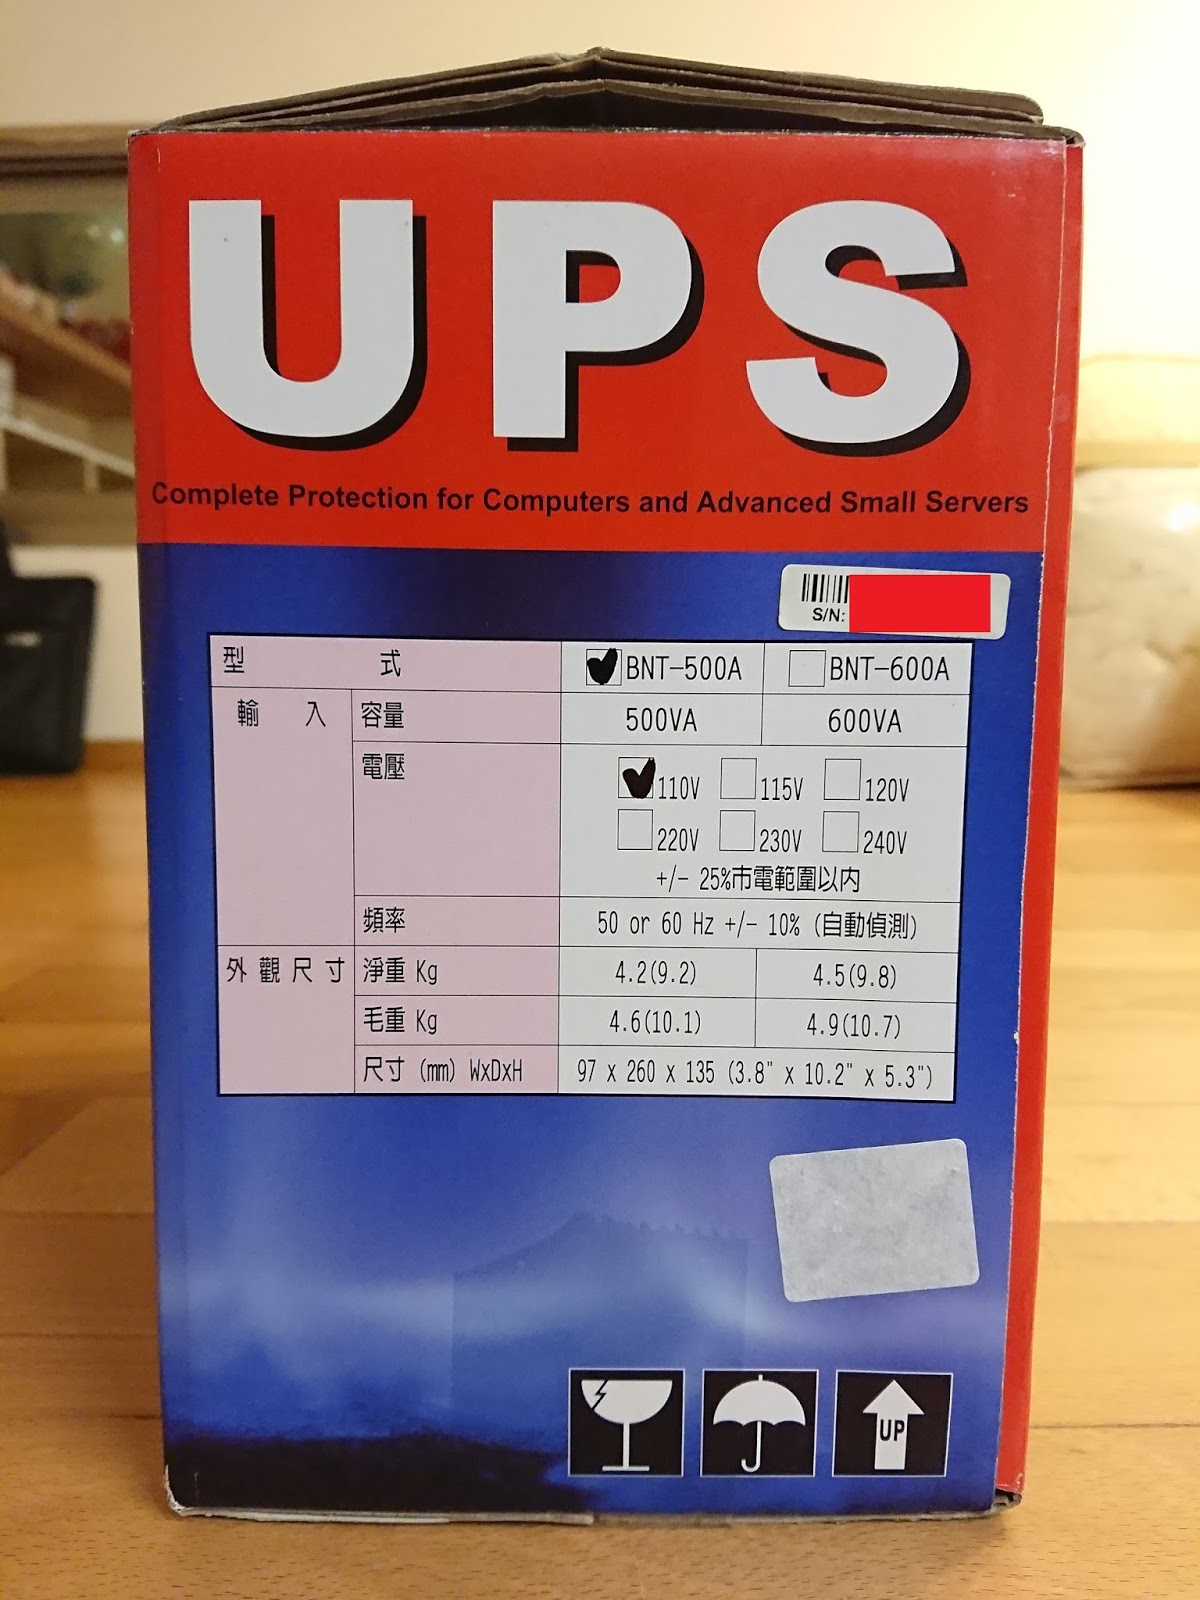 UPS
Complete Protection for Computers and Advanced Small Servers
S/N:
型 式 BNT-500A BNT-600A
輸 入 容量 500VA 600VA
電壓 110V 115V 120V
220V 230V 240V
+/- 25%市電範圍以內
頻率 50 or 60 Hz +/- 10% (自動偵測)
外觀尺寸 淨重 Kg 4.2(9.2) 4.5(9.8)
毛重 Kg 4.6(10.1) 4.9(10.7)
尺寸 (mm) WxDxH 97 x 260 x 135 (3.8" x 10.2" x 5.3")
UP